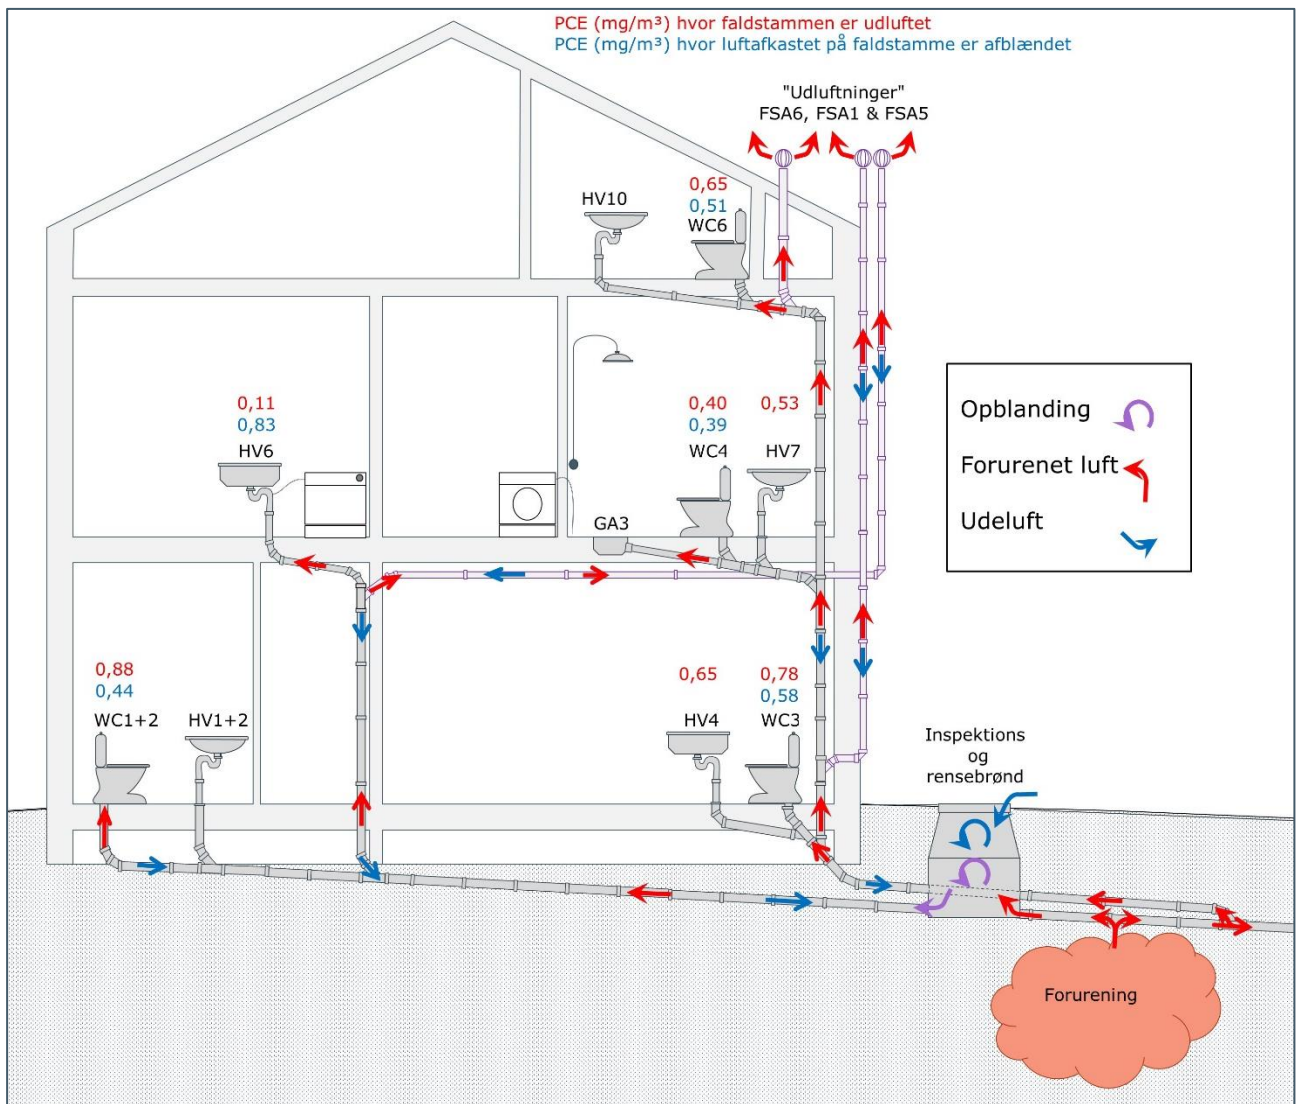 PCE (mg/m³) hvor faldstammen er udluftet
PCE (mg/m³) hvor luftafkastet på faldstamme er afblændet
"Udluftninger"
FSA6, FSA1 & FSA5
0,65
0,51
HV10
WC6
0,11
0,83
HV6
0,40
0,39
WC4
0,53
HV7
GA3
Opblanding
Forurenet luft
Udeluft
0,88
0,44
WC1+2
HV1+2
0,65
HV4
0,78
0,58
WC3
Inspektions
og
rensebrønd
Forurening